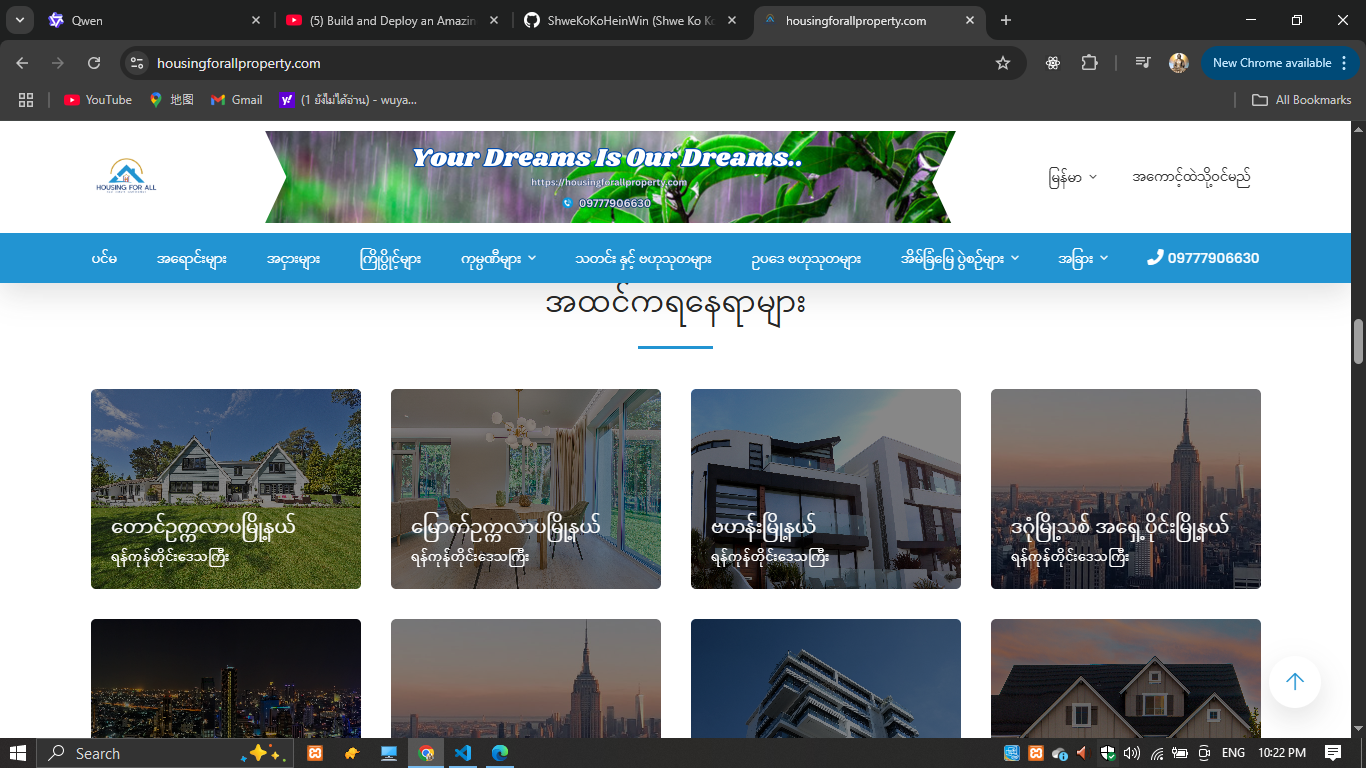 Qwen
(5) Build and Deploy an Amazin
ShweKoKoHeinWin (Shwe Ko Ko
housingforallproperty.com
housingforallproperty.com
New Chrome available
YouTube
地图
Gmail
(1 ยังไม่ได้อ่าน) - wuya...
All Bookmarks
HOUSING FOR ALL
Your Dreams Is Our Dreams..
https://housingforallproperty.com
09777906630
မြန်မာ
အကောင့်ထဲသို့ဝင်မည်
ပင်မ အရောင်းများ အငှားများ ကြိုပွိုင့်များ ကုမ္ပဏီများ သတင်း နှင့် ဗဟုသုတများ ဥပဒေ ဗဟုသုတများ အိမ်ခြံမြေ ပွဲစဉ်များ အခြား 09777906630
အထင်ကရနေရာများ
တောင်ဥက္ကလာပမြို့နယ်
ရန်ကုန်တိုင်းဒေသကြီး
မြောက်ဥက္ကလာပမြို့နယ်
ရန်ကုန်တိုင်းဒေသကြီး
ဗဟန်းမြို့နယ်
ရန်ကုန်တိုင်းဒေသကြီး
ဒဂုံမြို့သစ် အရှေ့ပိုင်းမြို့နယ်
ရန်ကုန်တိုင်းဒေသကြီး
Search
ENG
10:22 PM